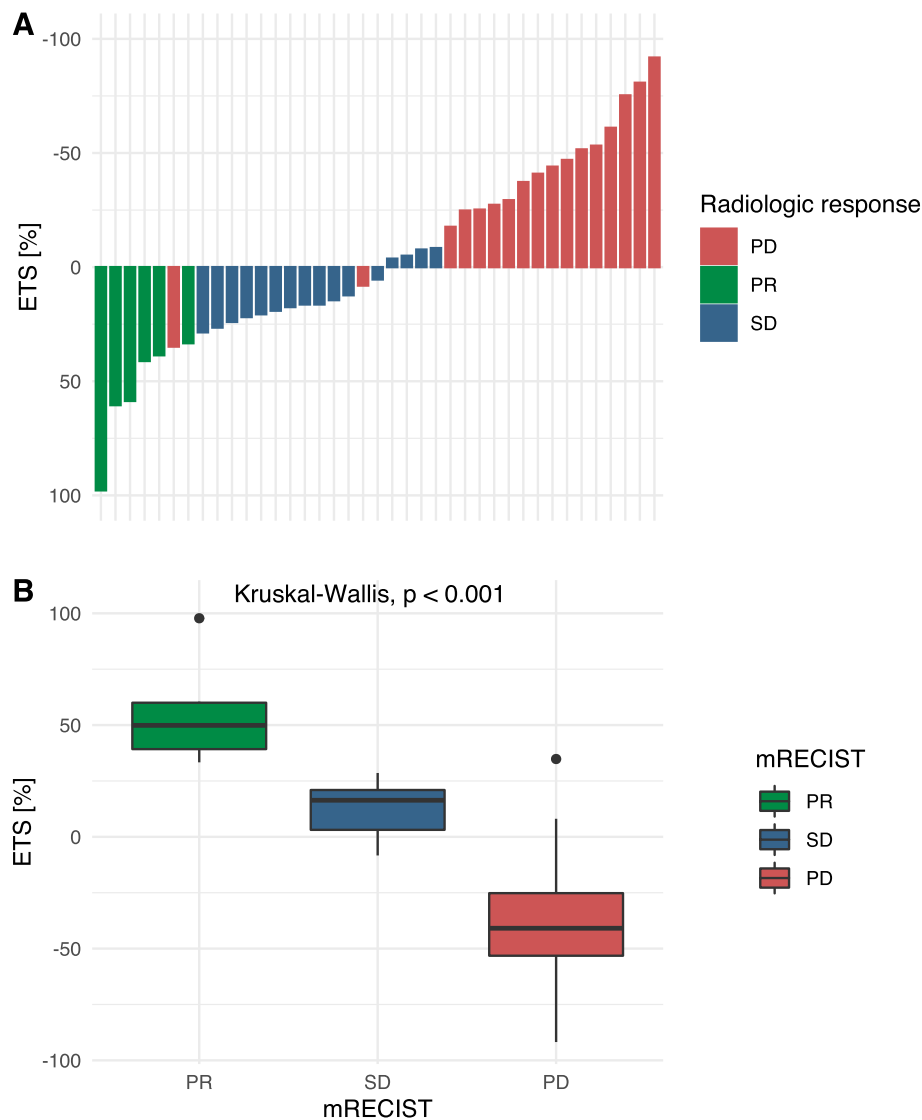 A
-100
-50
0
50
100
ETS [%]
Radiologic response
PD
PR
SD
B
Kruskal-Wallis, p < 0.001
100
50
0
-50
-100
ETS [%]
PR
SD
PD
mRECIST
mRECIST
PR
SD
PD